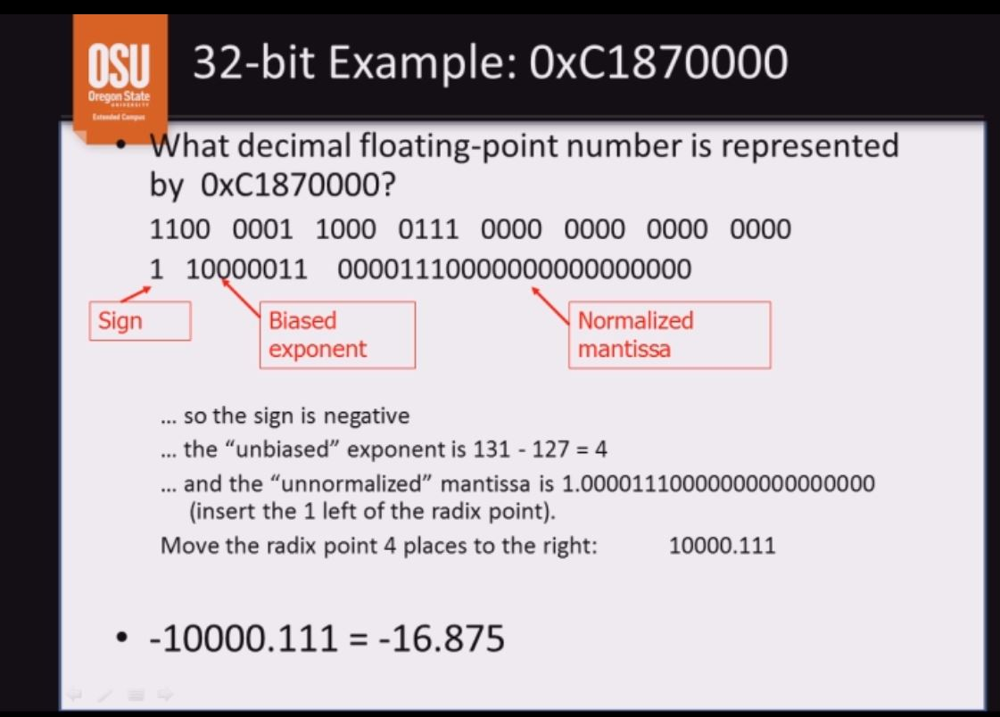 OSU
Oregon State
UNIVERSITY
Extended Campus
32-bit Example: 0xC1870000
• What decimal floating-point number is represented
by 0xC1870000?
1100 0001 1000 0111 0000 0000 0000 0000
1 10000011 00001110000000000000000
Sign
Biased
exponent
Normalized
mantissa
... so the sign is negative
... the “unbiased” exponent is 131 - 127 = 4
... and the “unnormalized” mantissa is 1.00001110000000000000000
(insert the 1 left of the radix point).
Move the radix point 4 places to the right: 10000.111
• -10000.111 = -16.875